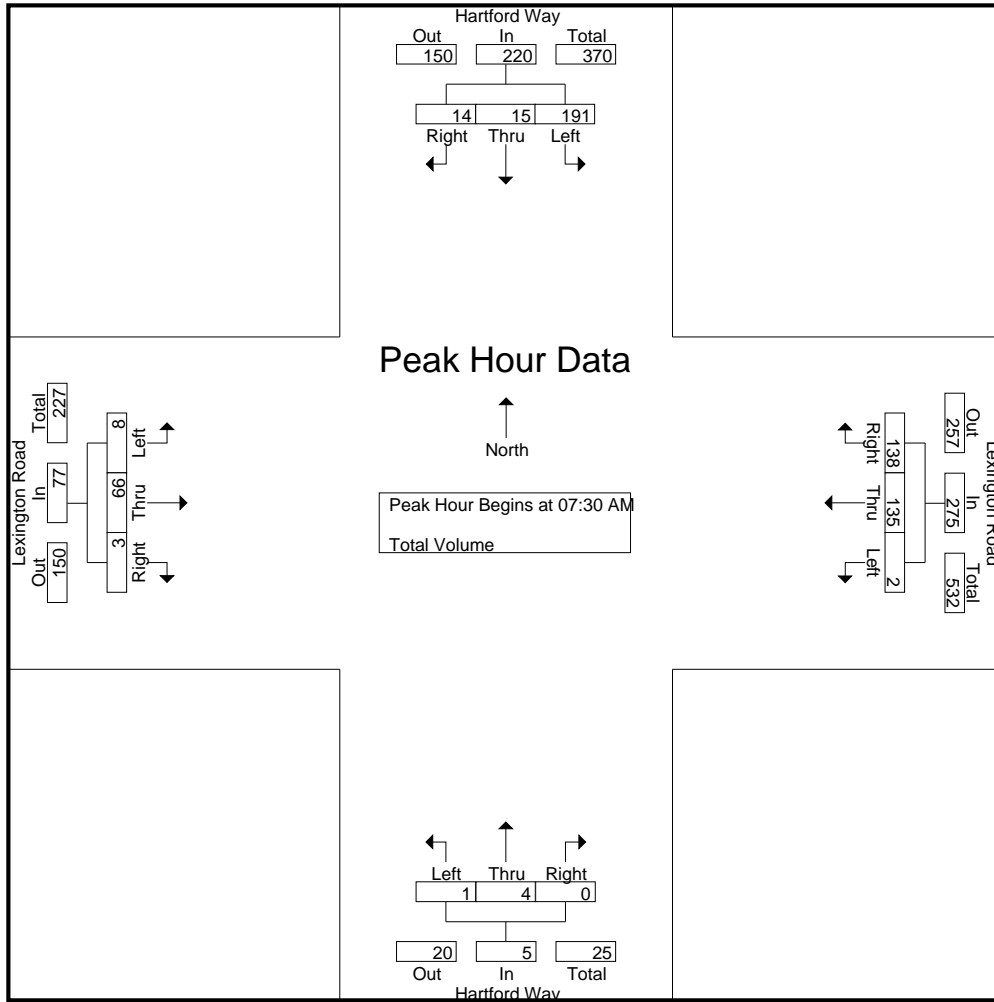 Hartford Way
Out In Total
150 220 370
14 15 191
Right Thru Left
Peak Hour Data
North
Peak Hour Begins at 07:30 AM
Total Volume
Lexington Road
Out In Total
150 77 227
8 66 3
Left Thru Right
Lexington Road
Out In Total
257 275 532
138 135 2
Right Thru Left
Left Thru Right
1 4 0
20 5 25
Out In Total
Hartford Way